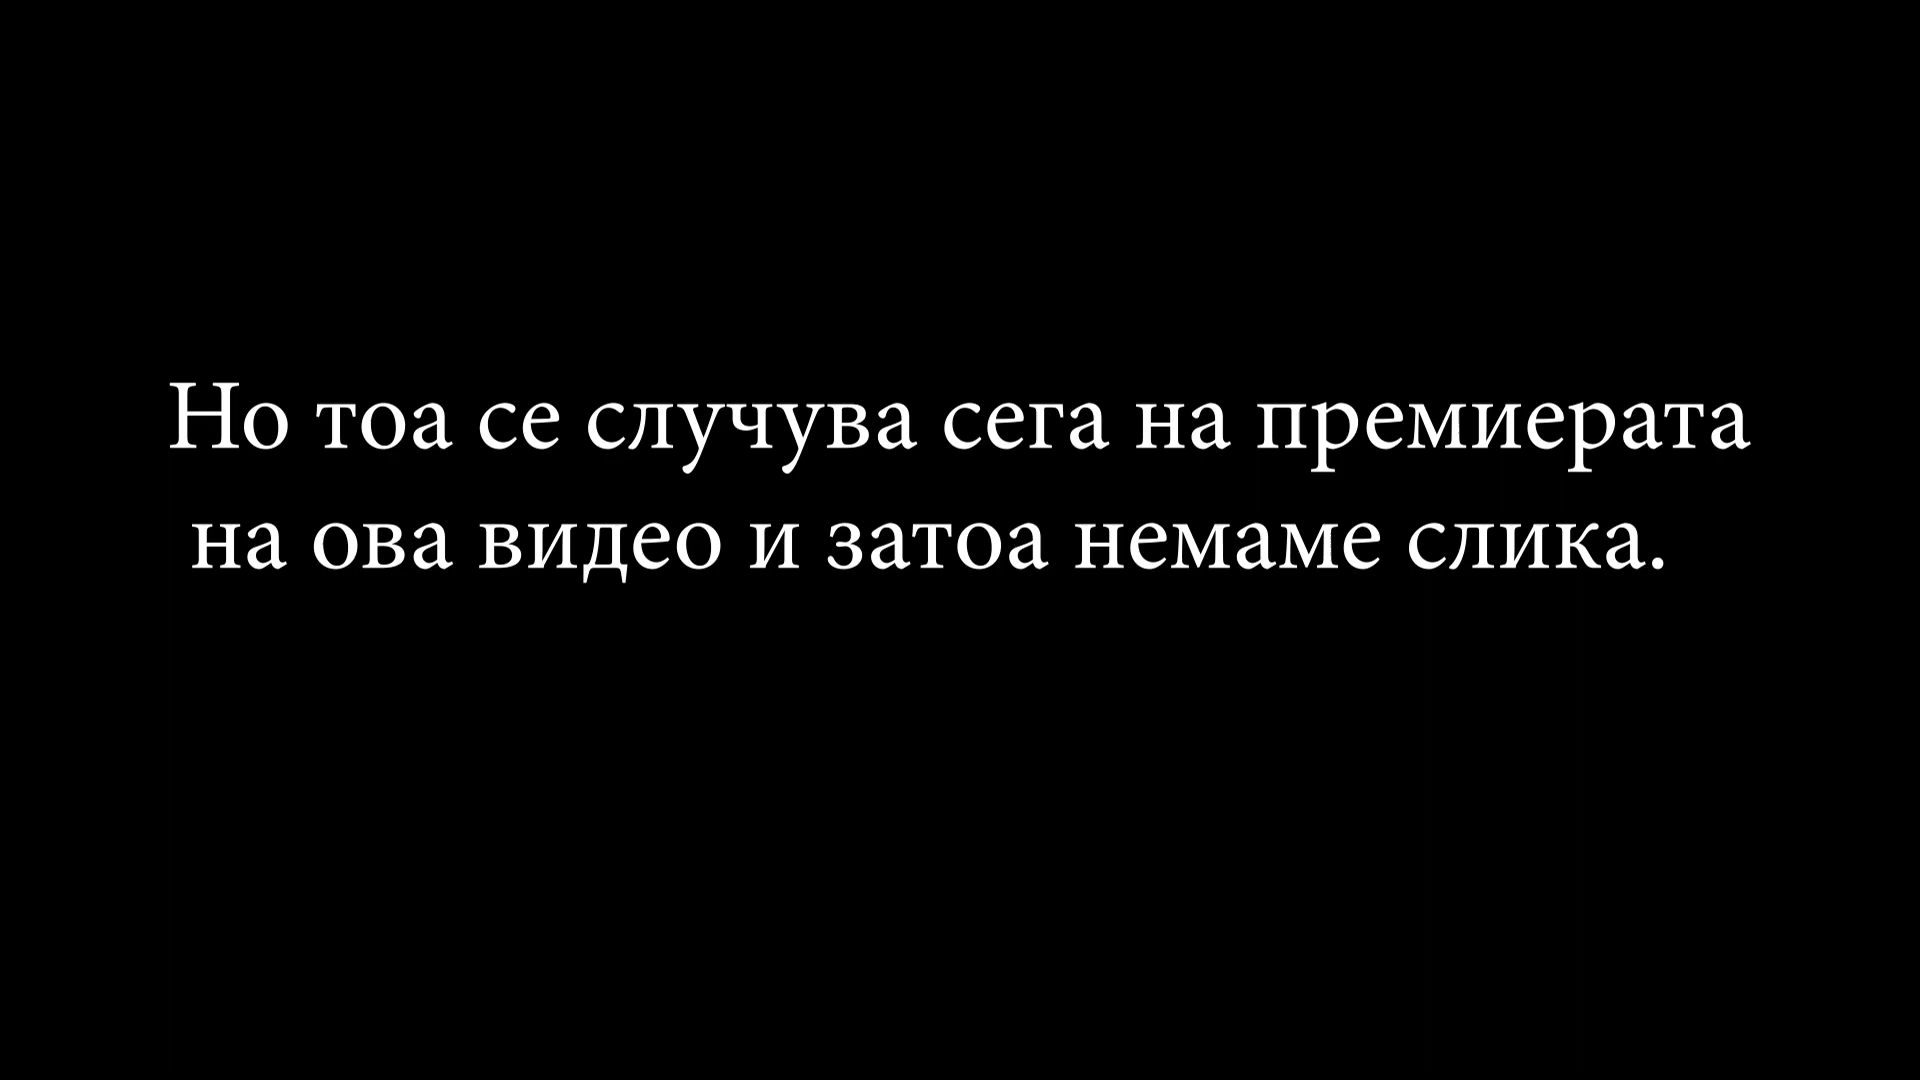 Но тоа се случува сега на премиерата
на ова видео и затоа немаме слика.